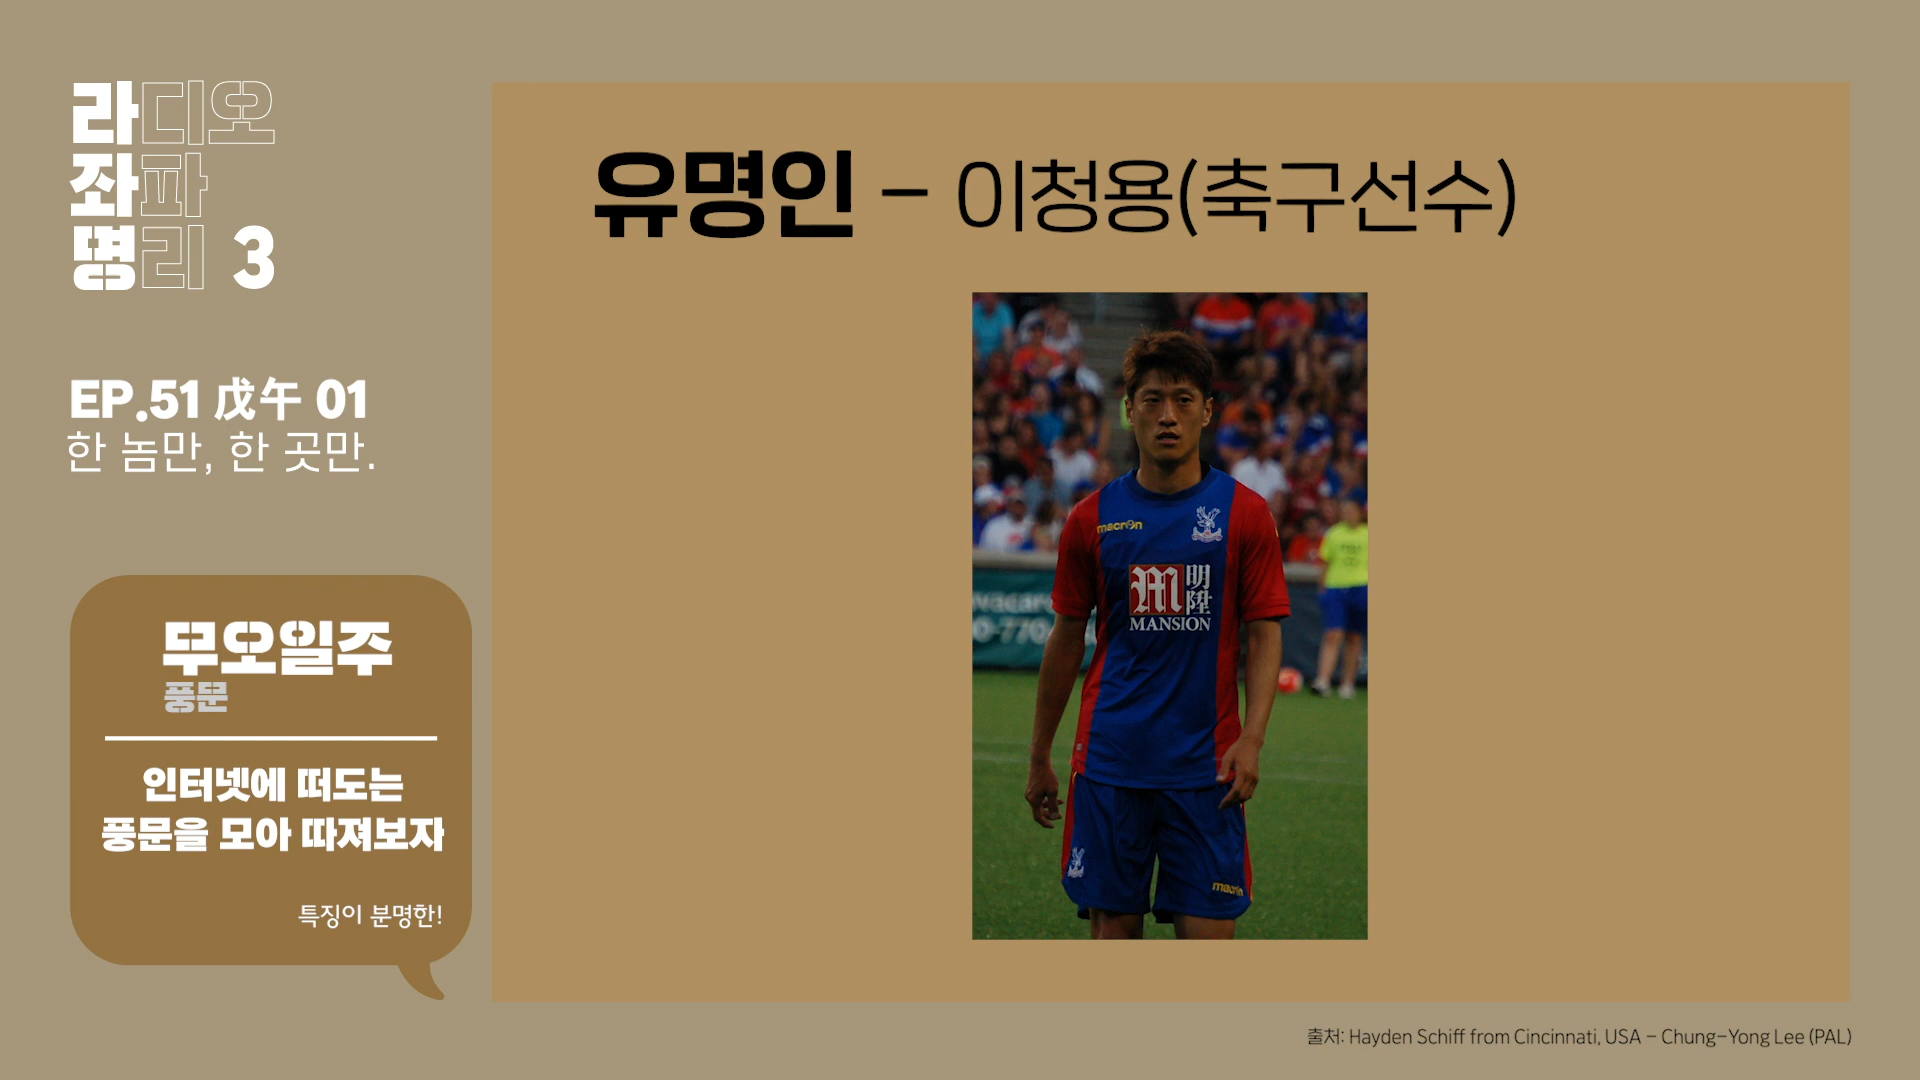 라디오
좌파
명리 3
EP.51 戊午 01
한 놈만, 한 곳만.
무오일주
풍문
인터넷에 떠도는
풍문을 모아 따져보자
특징이 분명한!
유명인 - 이청용(축구선수)
macron
M 明陞
MANSION
macron
출처: Hayden Schiff from Cincinnati, USA - Chung-Yong Lee (PAL)